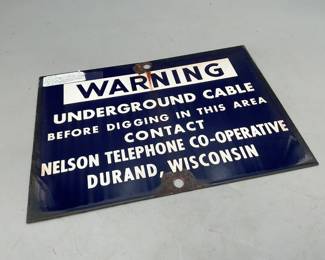 WARNING
UNDERGROUND CABLE
BEFORE DIGGING IN THIS AREA
CONTACT
NELSON TELEPHONE CO-OPERATIVE
DURAND, WISCONSIN